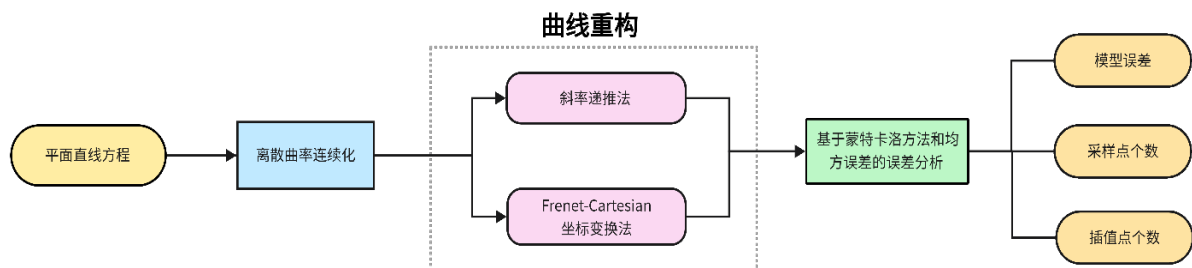 曲线重构
平面直线方程
离散曲率连续化
斜率递推法
Frenet-Cartesian
坐标变换法
基于蒙特卡洛方法和均
方误差的误差分析
模型误差
采样点个数
插值点个数